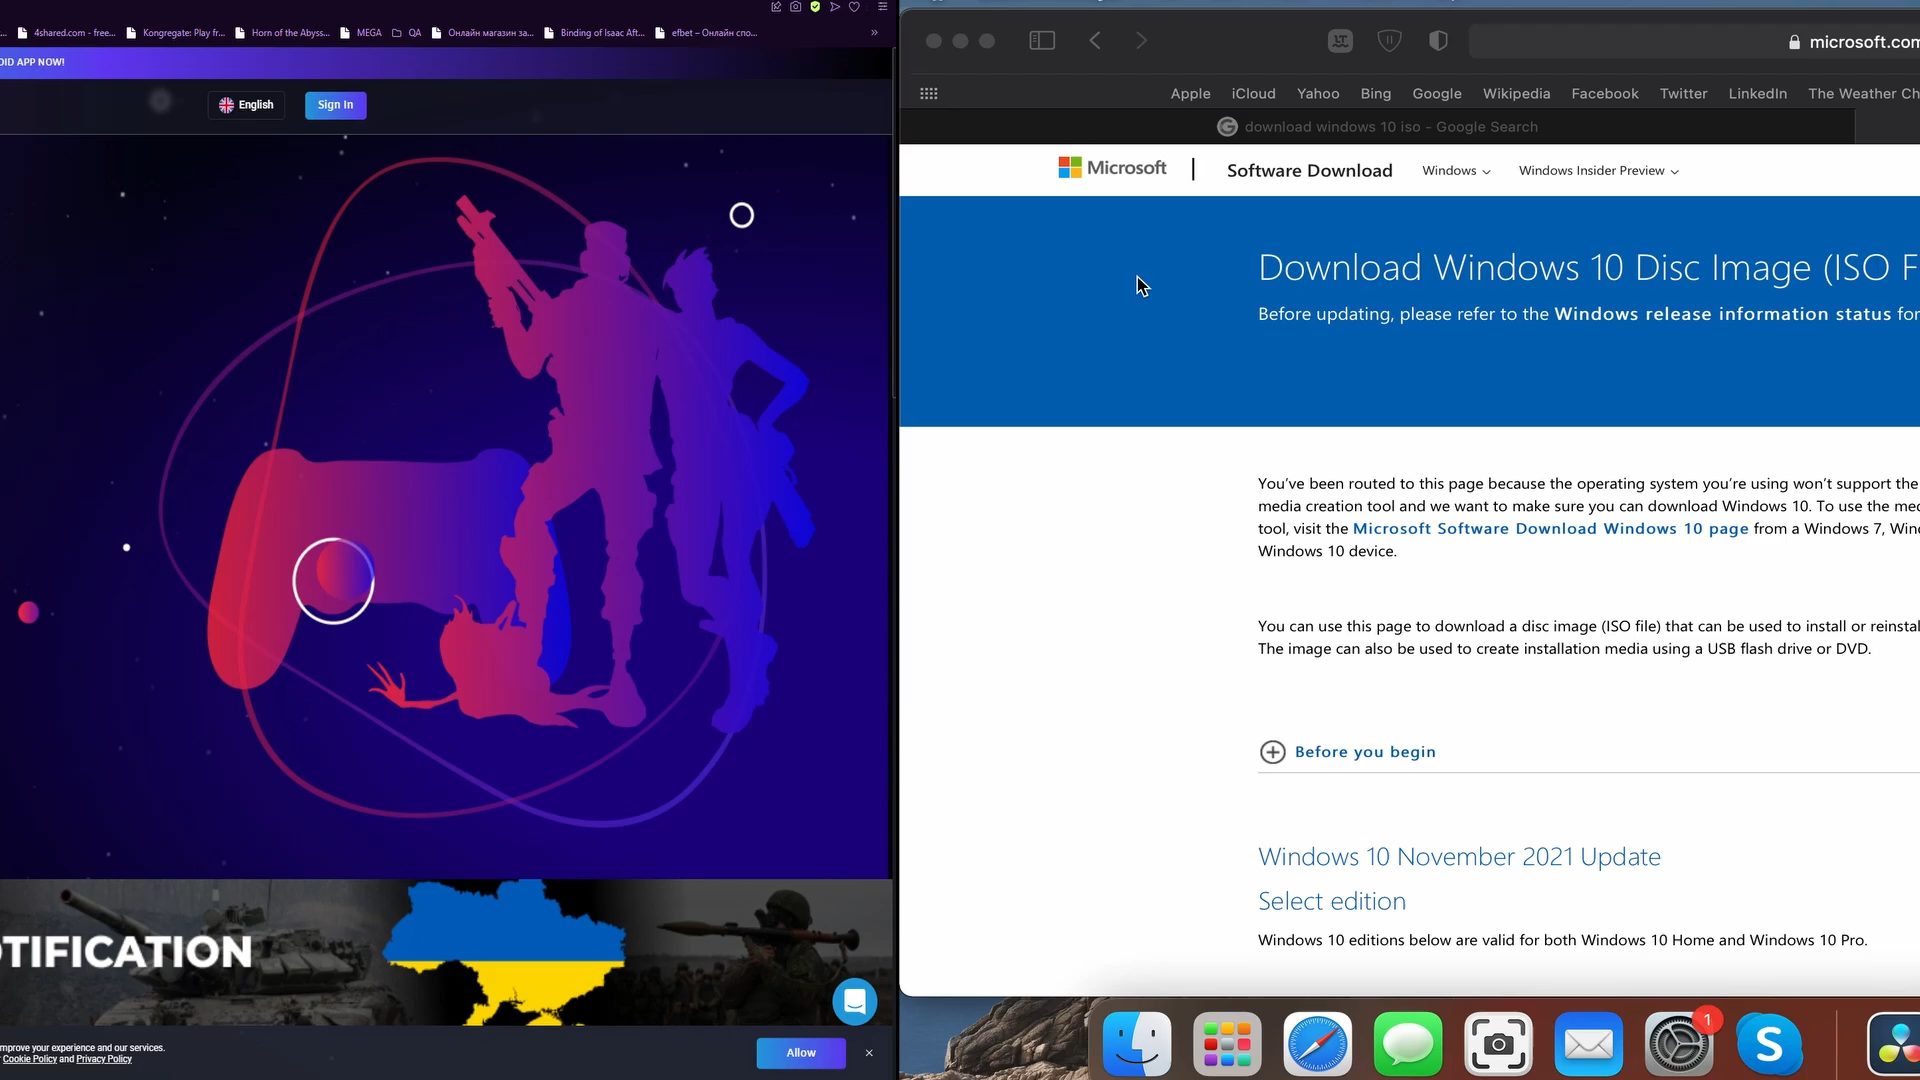 4shared.com - free...
Kongregate: Play fr...
Horn of the Abyss...
MEGA
QA
Онлайн магазин за...
Binding of Isaac Aft...
efbet – Онлайн спо...
»
OID APP NOW!
English
Sign In
OTIFICATION
improve your experience and our services.
Cookie Policy and Privacy Policy
Allow
microsoft.com
Apple
iCloud
Yahoo
Bing
Google
Wikipedia
Facebook
Twitter
LinkedIn
The Weather Ch
G download windows 10 iso - Google Search
Microsoft
Software Download
Windows
Windows Insider Preview
Download Windows 10 Disc Image (ISO F
Before updating, please refer to the Windows release information status for
You've been routed to this page because the operating system you're using won't support the
media creation tool and we want to make sure you can download Windows 10. To use the med
tool, visit the Microsoft Software Download Windows 10 page from a Windows 7, Wind
Windows 10 device.
You can use this page to download a disc image (ISO file) that can be used to install or reinstal
The image can also be used to create installation media using a USB flash drive or DVD.
Before you begin
Windows 10 November 2021 Update
Select edition
Windows 10 editions below are valid for both Windows 10 Home and Windows 10 Pro.
1
S